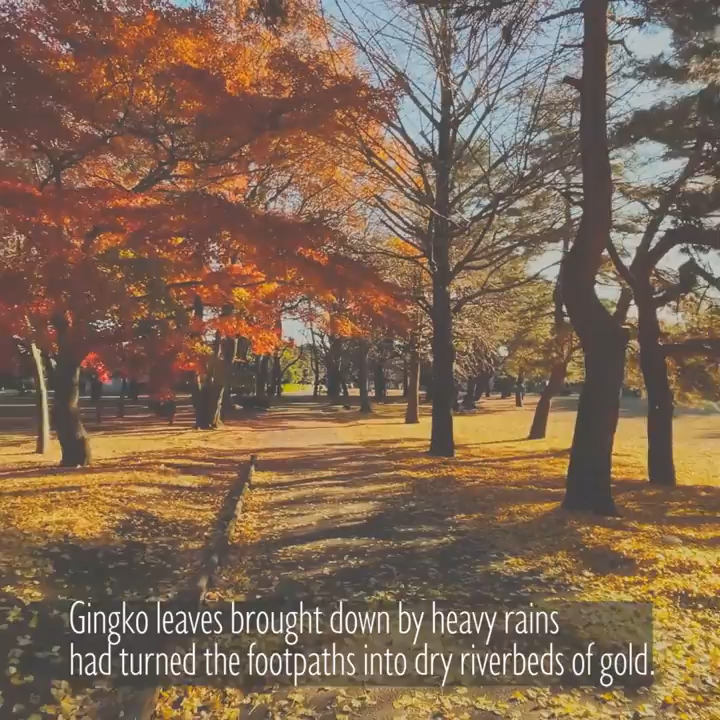 Gingko leaves brought down by heavy rains
had turned the footpaths into dry riverbeds of gold.